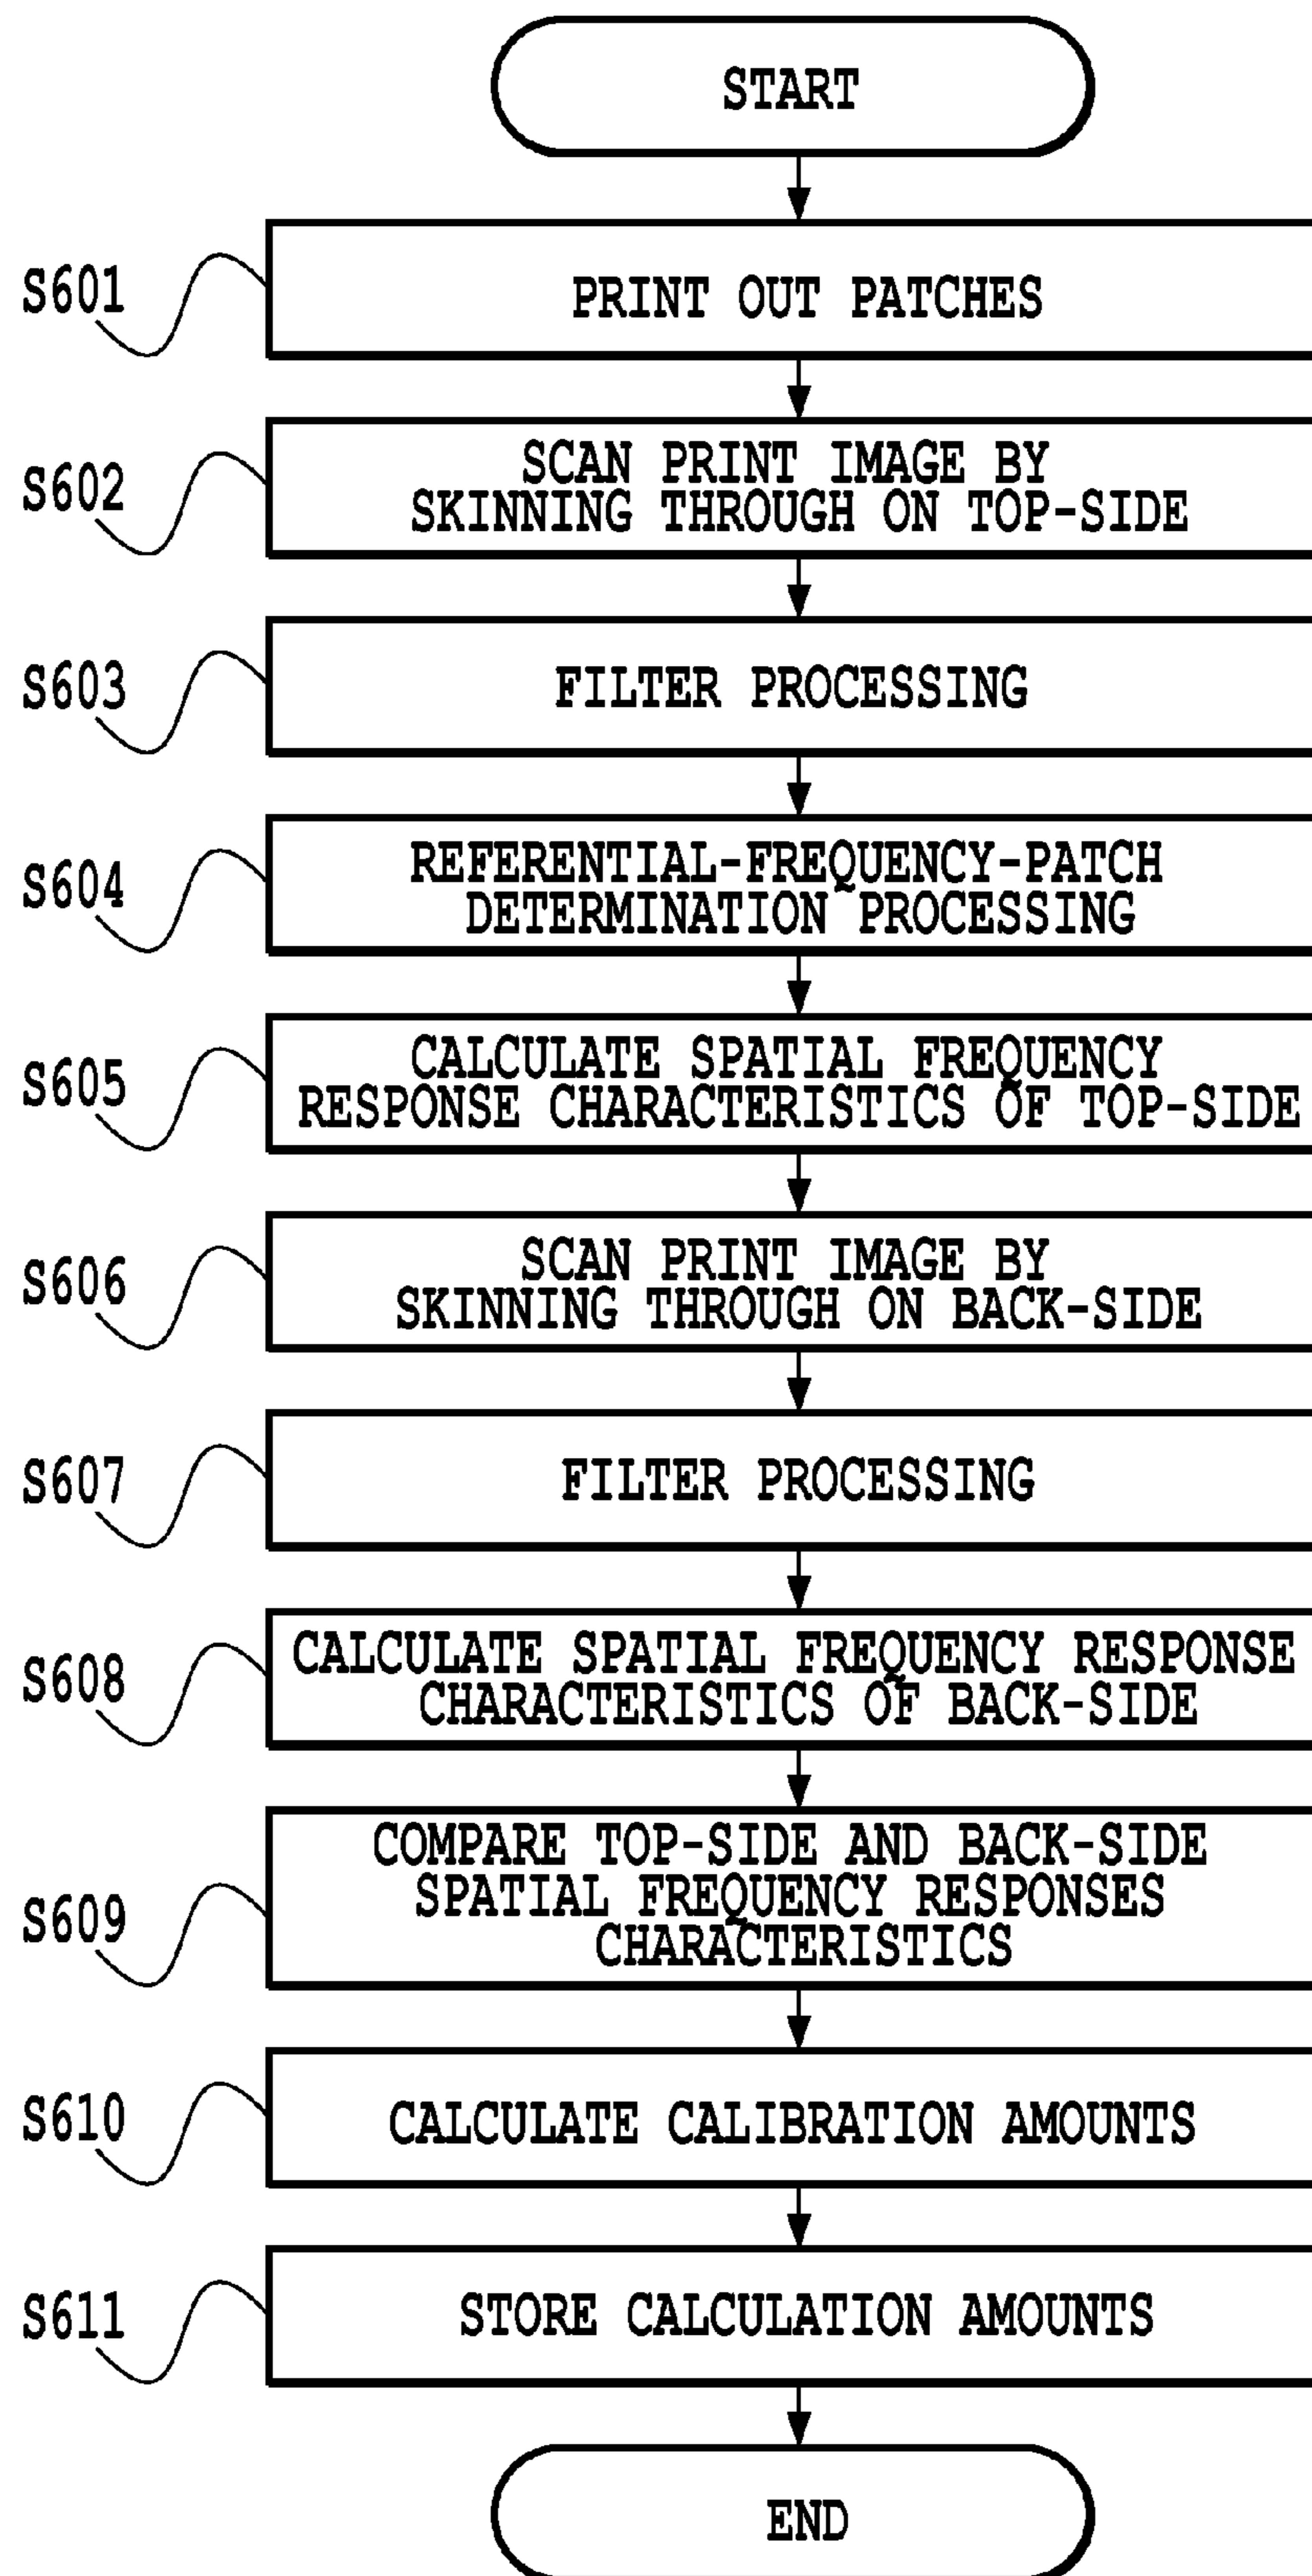 START
S601
PRINT OUT PATCHES
S602
SCAN PRINT IMAGE BY
SKINNING THROUGH ON TOP-SIDE
S603
FILTER PROCESSING
S604
REFERENTIAL-FREQUENCY-PATCH
DETERMINATION PROCESSING
S605
CALCULATE SPATIAL FREQUENCY
RESPONSE CHARACTERISTICS OF TOP-SIDE
S606
SCAN PRINT IMAGE BY
SKINNING THROUGH ON BACK-SIDE
S607
FILTER PROCESSING
S608
CALCULATE SPATIAL FREQUENCY RESPONSE
CHARACTERISTICS OF BACK-SIDE
S609
COMPARE TOP-SIDE AND BACK-SIDE
SPATIAL FREQUENCY RESPONSES
CHARACTERISTICS
S610
CALCULATE CALIBRATION AMOUNTS
S611
STORE CALCULATION AMOUNTS
END